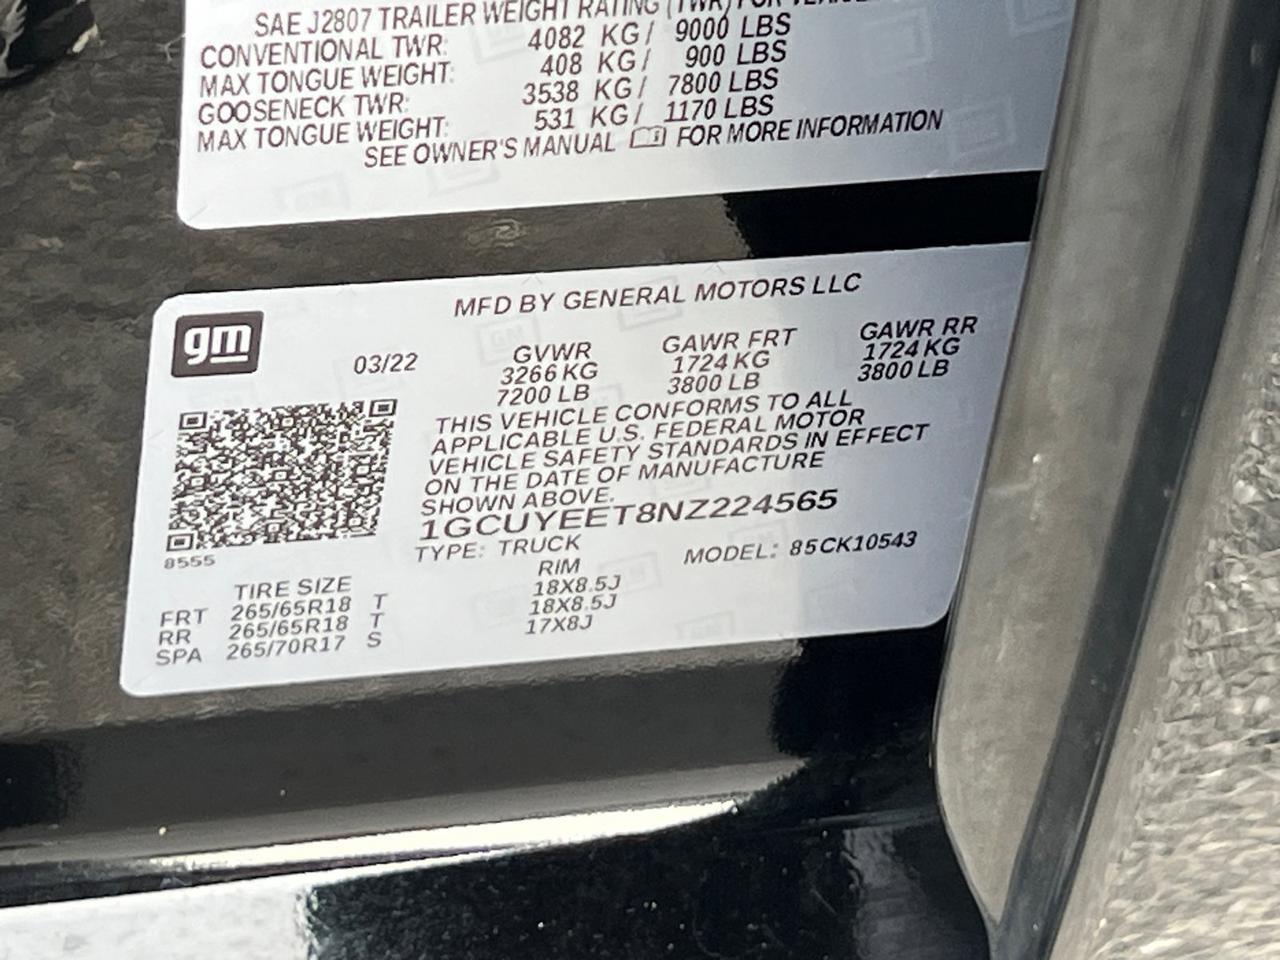 SAE J2807 TRAILER WEIGHT RATING (TWR) FOR
CONVENTIONAL TWR: 4082 KG/ 9000 LBS
MAX TONGUE WEIGHT: 408 KG/ 900 LBS
GOOSENECK TWR: 3538 KG/ 7800 LBS
MAX TONGUE WEIGHT: 531 KG/ 1170 LBS
SEE OWNER'S MANUAL FOR MORE INFORMATION
MFD BY GENERAL MOTORS LLC
gm
03/22 GVWR GAWR FRT GAWR RR
3266 KG 1724 KG 1724 KG
7200 LB 3800 LB 3800 LB
THIS VEHICLE CONFORMS TO ALL
APPLICABLE U.S. FEDERAL MOTOR
VEHICLE SAFETY STANDARDS IN EFFECT
ON THE DATE OF MANUFACTURE
SHOWN ABOVE.
1GCUYEET8NZ224565
8555
TYPE: TRUCK MODEL: 85CK10543
TIRE SIZE RIM
FRT 265/65R18 T 18X8.5J
RR 265/65R18 T 18X8.5J
SPA 265/70R17 S 17X8J